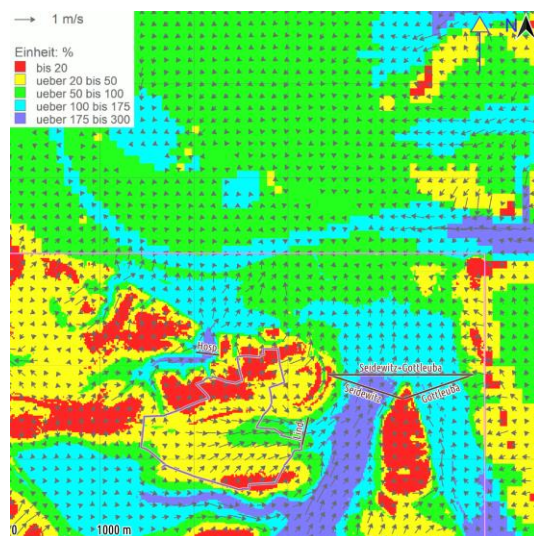 1 m/s
N
Einheit: %
bis 20
ueber 20 bis 50
ueber 50 bis 100
ueber 100 bis 175
ueber 175 bis 300
Hosp.
Seidewitz+Gottleuba
Seidewitz
Gottleuba
1000 m